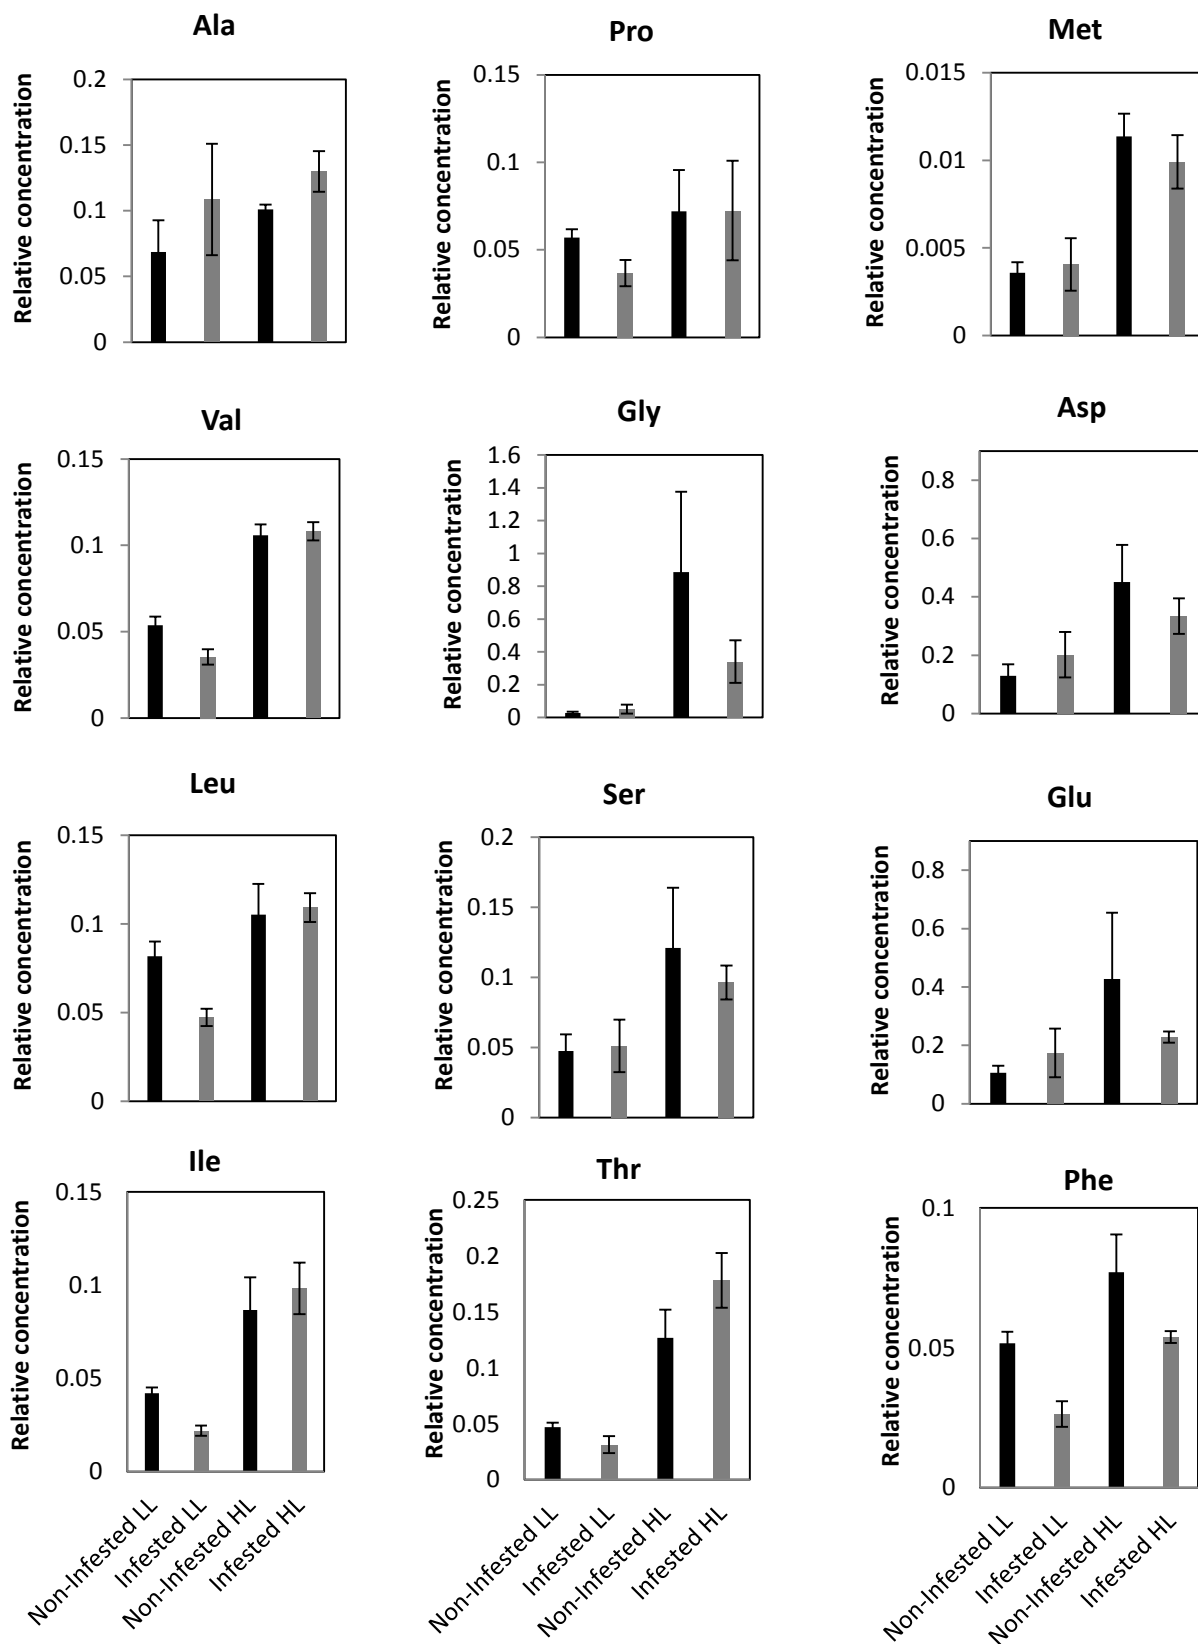 Ala
Relative concentration
0.2
0.15
0.1
0.05
0
Pro
Relative concentration
0.15
0.1
0.05
0
Met
Relative concentration
0.015
0.01
0.005
0
Val
Relative concentration
0.15
0.1
0.05
0
Gly
Relative concentration
1.6
1.4
1.2
1
0.8
0.6
0.4
0.2
0
Asp
Relative concentration
0.8
0.6
0.4
0.2
0
Leu
Relative concentration
0.15
0.1
0.05
0
Ser
Relative concentration
0.2
0.15
0.1
0.05
0
Glu
Relative concentration
0.8
0.6
0.4
0.2
0
Ile
Relative concentration
0.15
0.1
0.05
0
Non-Infested LL
Infested LL
Non-Infested HL
Infested HL
Thr
Relative concentration
0.25
0.2
0.15
0.1
0.05
0
Non-Infested LL
Infested LL
Non-Infested HL
Infested HL
Phe
Relative concentration
0.1
0.05
0
Non-Infested LL
Infested LL
Non-Infested HL
Infested HL